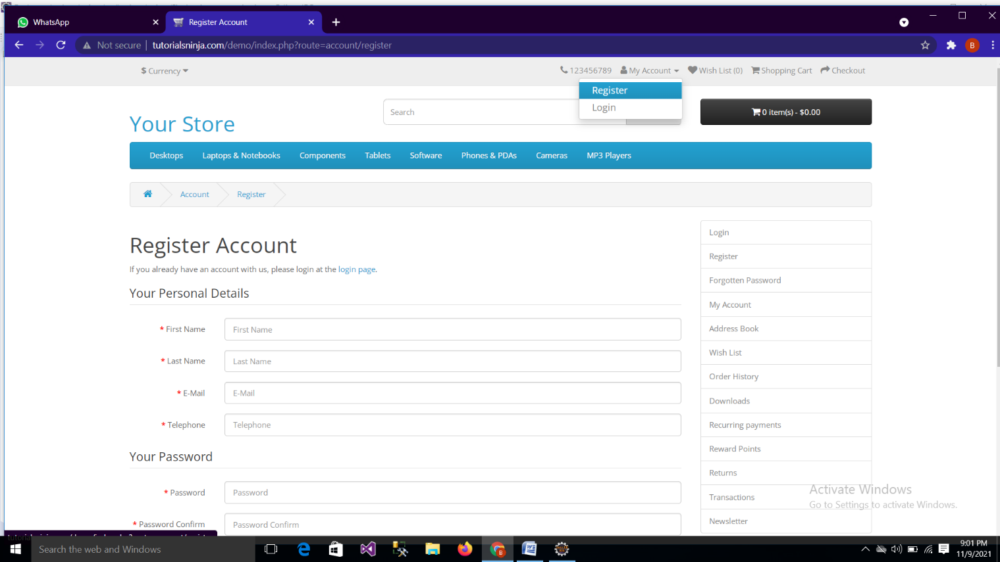 WhatsApp
Register Account
Not secure | tutorialsninja.com/demo/index.php?route=account/register
B
$ Currency
123456789 My Account Wish List (0) Shopping Cart Checkout
Register
Login
Your Store
Search
0 item(s) - $0.00
Desktops Laptops & Notebooks Components Tablets Software Phones & PDAs Cameras MP3 Players
Account Register
Register Account
If you already have an account with us, please login at the login page.
Your Personal Details
* First Name First Name
* Last Name Last Name
* E-Mail E-Mail
* Telephone Telephone
Your Password
* Password Password
* Password Confirm Password Confirm
Login
Register
Forgotten Password
My Account
Address Book
Wish List
Order History
Downloads
Recurring payments
Reward Points
Returns
Transactions
Newsletter
Activate Windows
Go to Settings to activate Windows.
Search the web and Windows
9:01 PM
11/9/2021